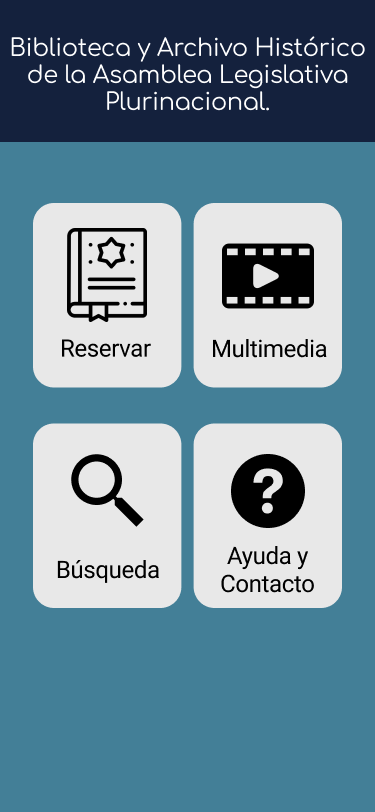 Biblioteca y Archivo Histórico
de la Asamblea Legislativa
Plurinacional.
Reservar
Multimedia
Búsqueda
Ayuda y
Contacto